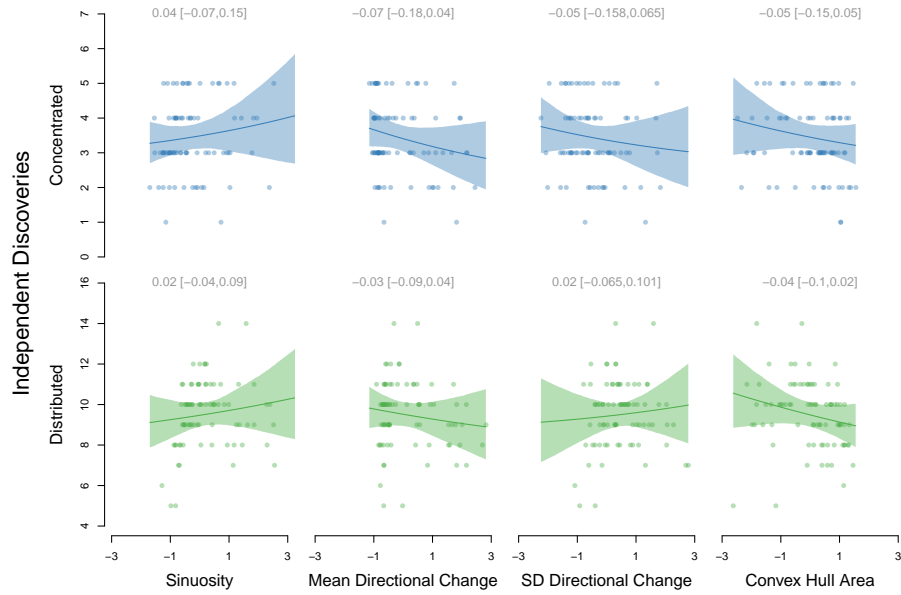 0.04 [−0.07,0.15]
−0.07 [−0.18,0.04]
−0.05 [−0.158,0.065]
−0.05 [−0.15,0.05]
7
6
5
4
3
2
1
0
Concentrated
Independent Discoveries
0.02 [−0.04,0.09]
−0.03 [−0.09,0.04]
0.02 [−0.065,0.101]
−0.04 [−0.1,0.02]
16
14
12
10
8
6
4
Distributed
−3 −1 1 3
−3 −1 1 3
−3 −1 1 3
−3 −1 1 3
Sinuosity
Mean Directional Change
SD Directional Change
Convex Hull Area